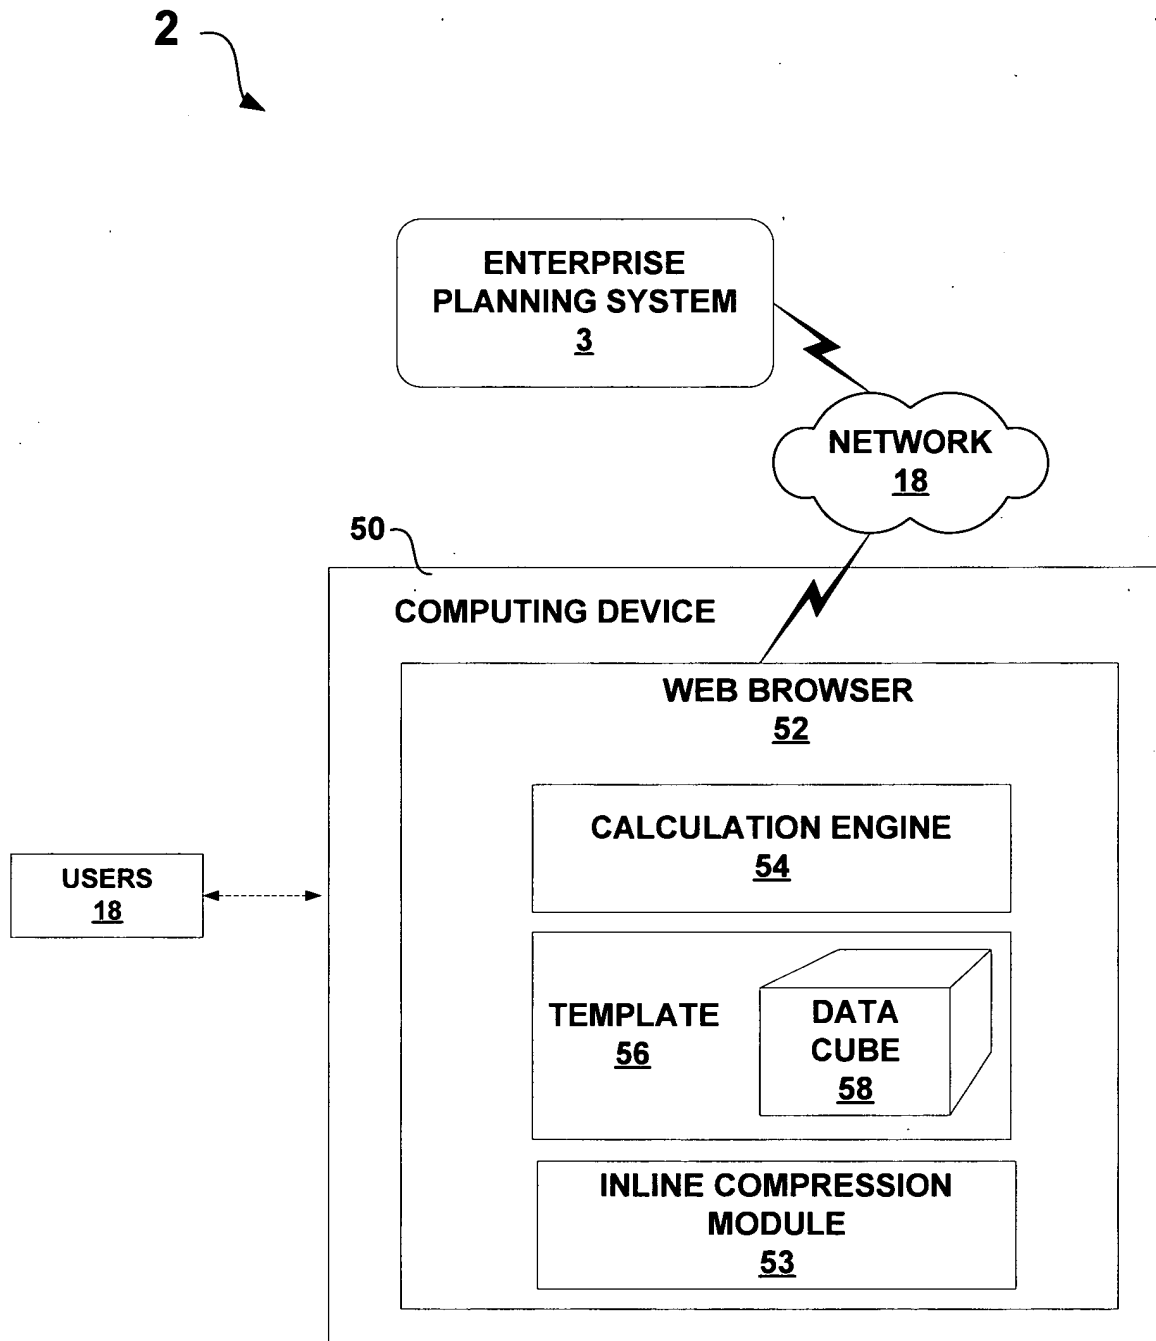 2
ENTERPRISE
PLANNING SYSTEM
3
NETWORK
18
50
COMPUTING DEVICE
WEB BROWSER
52
CALCULATION ENGINE
54
USERS
18
TEMPLATE
56
DATA
CUBE
58
INLINE COMPRESSION
MODULE
53